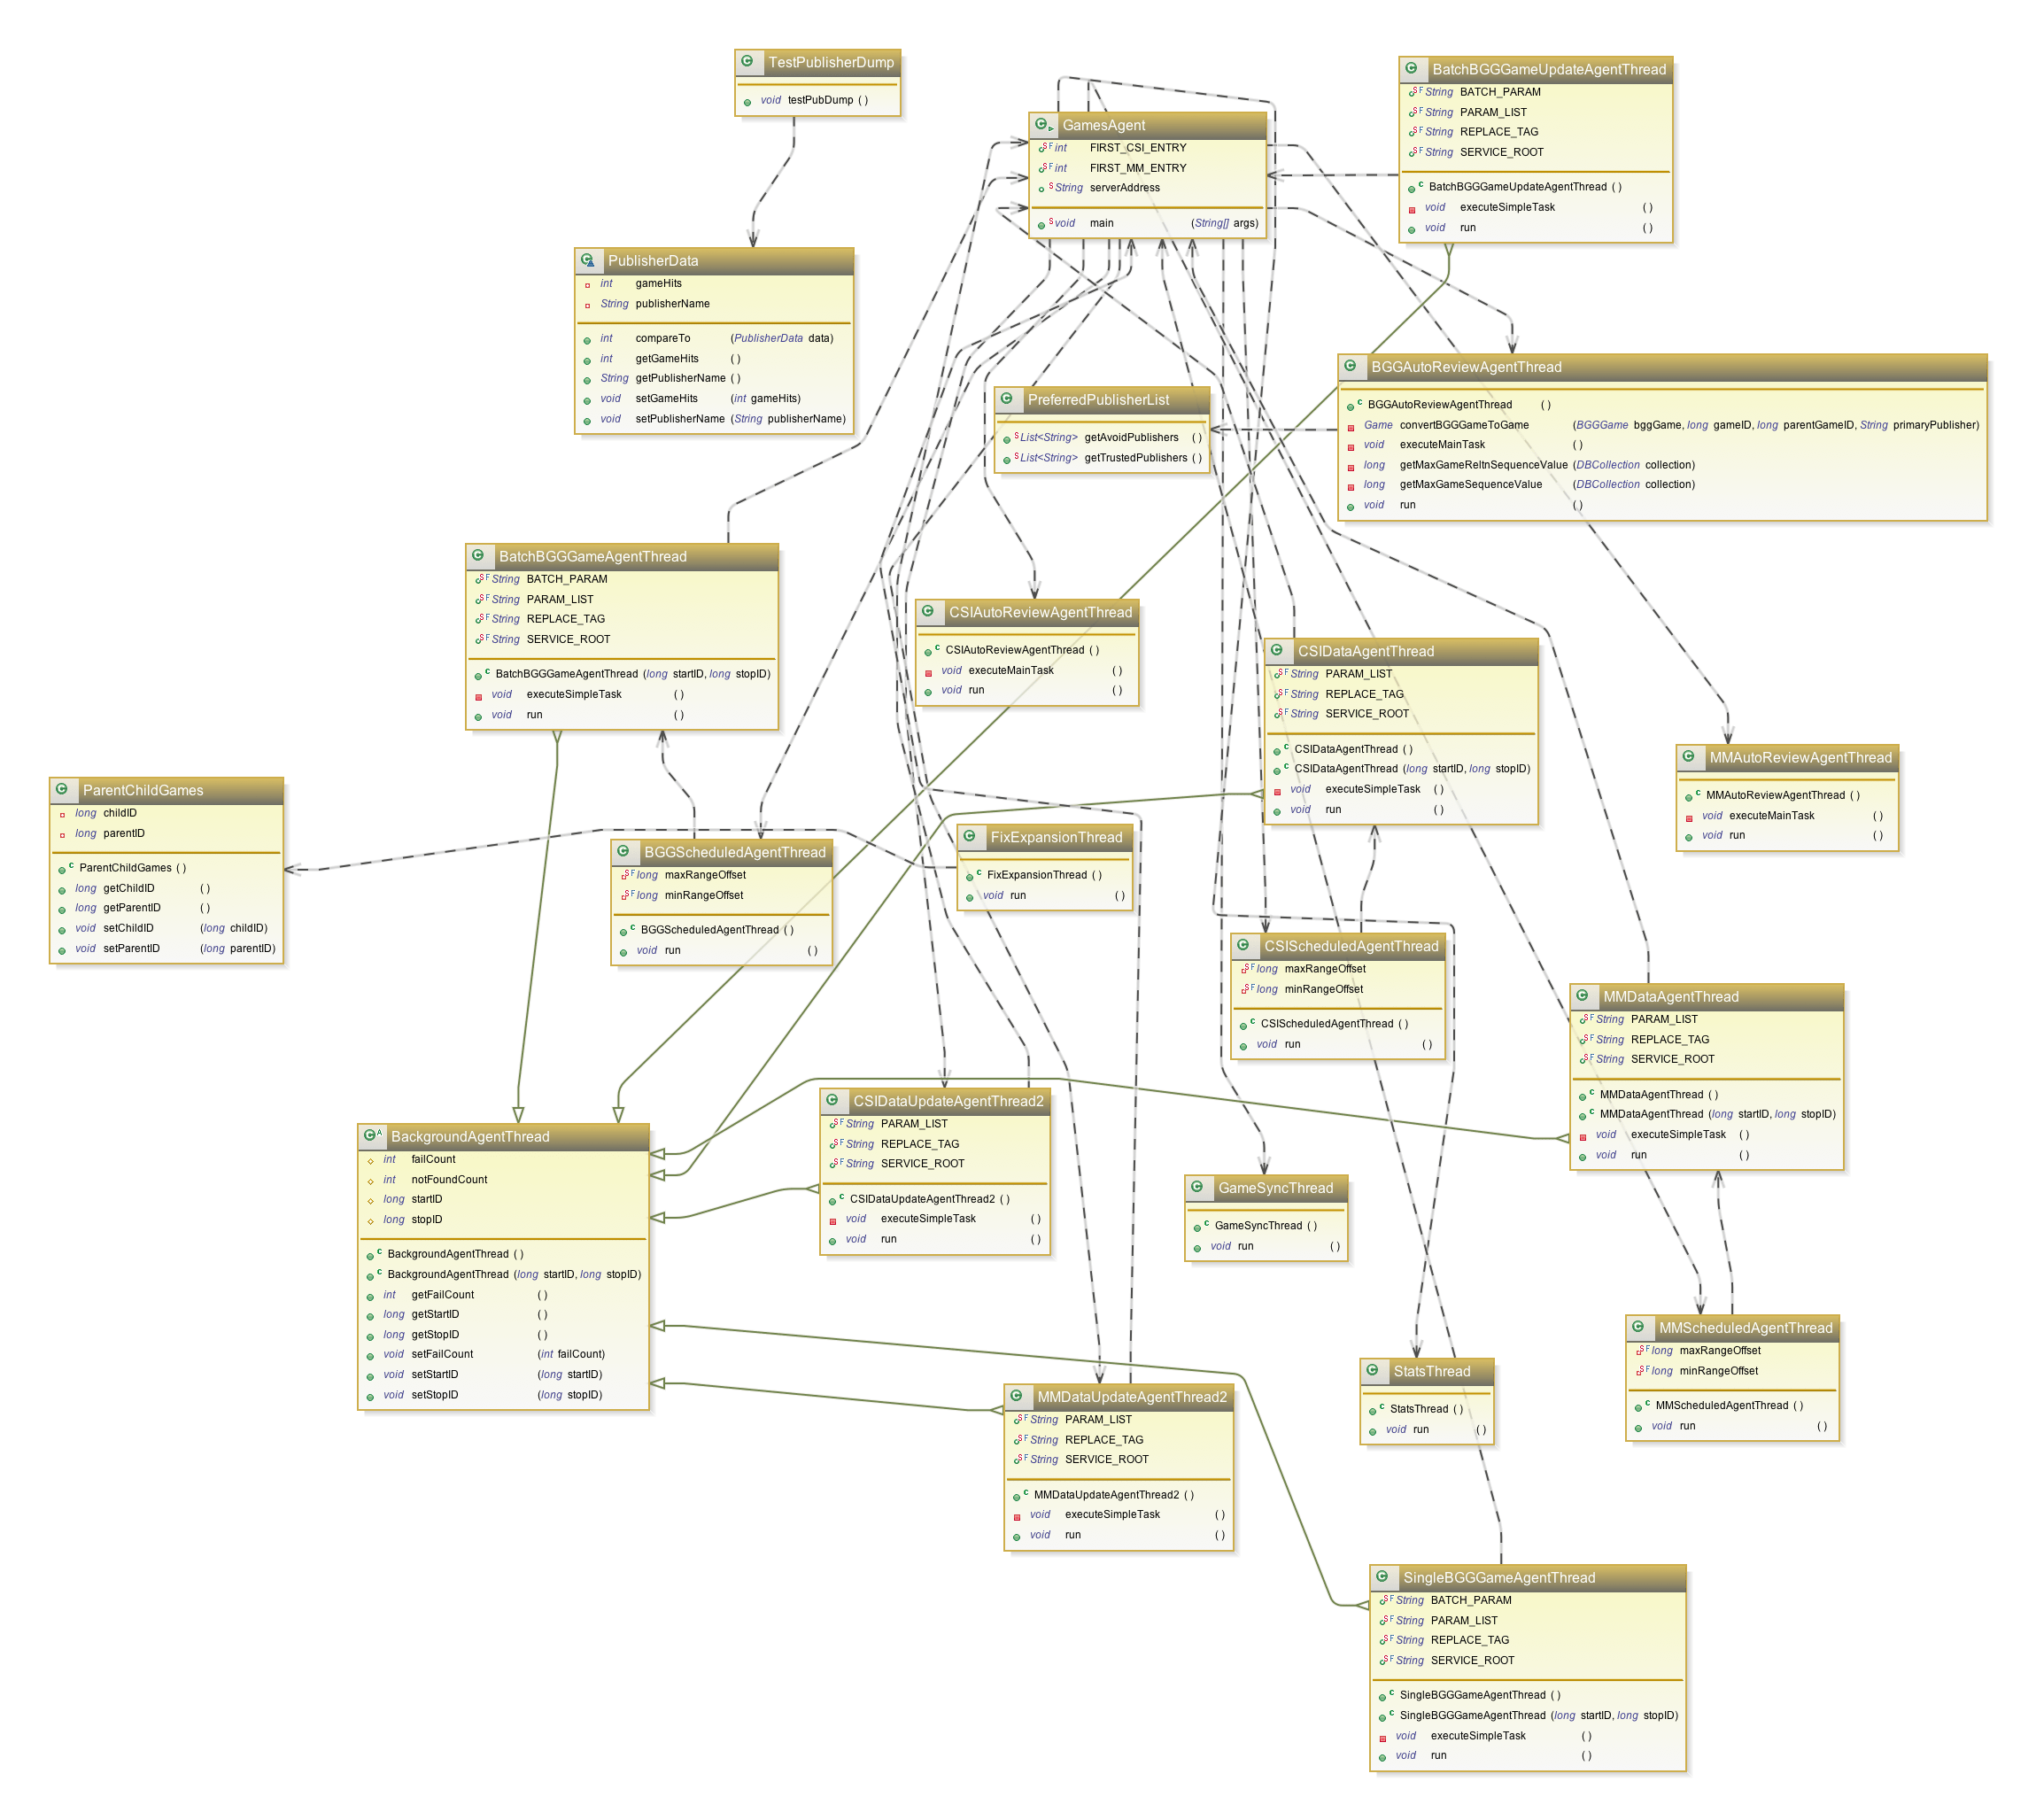 TestPublisherDump
void testPubDump ( )
GamesAgent
int FIRST_CSI_ENTRY
int FIRST_MM_ENTRY
String serverAddress
void main (String[] args)
BatchBGGGameUpdateAgentThread
String BATCH_PARAM
String PARAM_LIST
String REPLACE_TAG
String SERVICE_ROOT
BatchBGGGameUpdateAgentThread ( )
void executeSimpleTask ( )
void run ( )
PublisherData
int gameHits
String publisherName
int compareTo (PublisherData data)
int getGameHits ( )
String getPublisherName ( )
void setGameHits (int gameHits)
void setPublisherName (String publisherName)
PreferredPublisherList
List<String> getAvoidPublishers ( )
List<String> getTrustedPublishers ( )
BGGAutoReviewAgentThread
BGGAutoReviewAgentThread ( )
Game convertBGGGameToGame (BGGGame bggGame, long gameID, long parentGameID, String primaryPublisher)
void executeMainTask ( )
long getMaxGameReltnSequenceValue (DBCollection collection)
long getMaxGameSequenceValue (DBCollection collection)
void run ( )
BatchBGGGameAgentThread
String BATCH_PARAM
String PARAM_LIST
String REPLACE_TAG
String SERVICE_ROOT
BatchBGGGameAgentThread (long startID, long stopID)
void executeSimpleTask ( )
void run ( )
CSIAutoReviewAgentThread
CSIAutoReviewAgentThread ( )
void executeMainTask ( )
void run ( )
CSIDataAgentThread
String PARAM_LIST
String REPLACE_TAG
String SERVICE_ROOT
CSIDataAgentThread ( )
CSIDataAgentThread (long startID, long stopID)
void executeSimpleTask ( )
void run ( )
MMAutoReviewAgentThread
MMAutoReviewAgentThread ( )
void executeMainTask ( )
void run ( )
ParentChildGames
long childID
long parentID
ParentChildGames ( )
long getChildID ( )
long getParentID ( )
void setChildID (long childID)
void setParentID (long parentID)
BGGScheduledAgentThread
long maxRangeOffset
long minRangeOffset
BGGScheduledAgentThread ( )
void run ( )
FixExpansionThread
FixExpansionThread ( )
void run ( )
CSIScheduledAgentThread
long maxRangeOffset
long minRangeOffset
CSIScheduledAgentThread ( )
void run ( )
MMDataAgentThread
String PARAM_LIST
String REPLACE_TAG
String SERVICE_ROOT
MMDataAgentThread ( )
MMDataAgentThread (long startID, long stopID)
void executeSimpleTask ( )
void run ( )
BackgroundAgentThread
int failCount
int notFoundCount
long startID
long stopID
BackgroundAgentThread ( )
BackgroundAgentThread (long startID, long stopID)
int getFailCount ( )
long getStartID ( )
long getStopID ( )
void setFailCount (int failCount)
void setStartID (long startID)
void setStopID (long stopID)
CSIDataUpdateAgentThread2
String PARAM_LIST
String REPLACE_TAG
String SERVICE_ROOT
CSIDataUpdateAgentThread2 ( )
void executeSimpleTask ( )
void run ( )
GameSyncThread
GameSyncThread ( )
void run ( )
MMScheduledAgentThread
long maxRangeOffset
long minRangeOffset
MMScheduledAgentThread ( )
void run ( )
StatsThread
StatsThread ( )
void run ( )
MMDataUpdateAgentThread2
String PARAM_LIST
String REPLACE_TAG
String SERVICE_ROOT
MMDataUpdateAgentThread2 ( )
void executeSimpleTask ( )
void run ( )
SingleBGGGameAgentThread
String BATCH_PARAM
String PARAM_LIST
String REPLACE_TAG
String SERVICE_ROOT
SingleBGGGameAgentThread ( )
SingleBGGGameAgentThread (long startID, long stopID)
void executeSimpleTask ( )
void run ( )